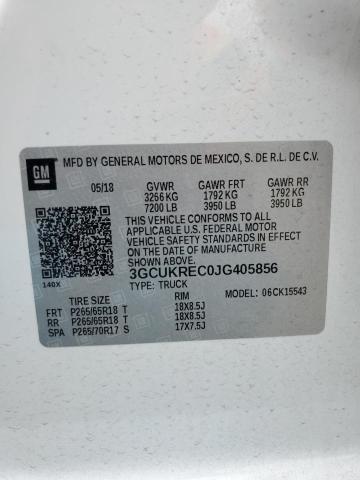 GM
MFD BY GENERAL MOTORS DE MEXICO, S. DE R.L. DE C.V.
05/18 GVWR GAWR FRT GAWR RR
3266 KG 1792 KG 1792 KG
7200 LB 3950 LB 3950 LB
THIS VEHICLE CONFORMS TO ALL
APPLICABLE U.S. FEDERAL MOTOR
VEHICLE SAFETY STANDARDS IN EFFECT
ON THE DATE OF MANUFACTURE
SHOWN ABOVE.
3GCUKREC0JG405856
140X TYPE: TRUCK
TIRE SIZE RIM MODEL: 06CK15543
FRT P265/65R18 T 18X8.5J
RR P265/65R18 T 18X8.5J
SPA P265/70R17 S 17X7.5J